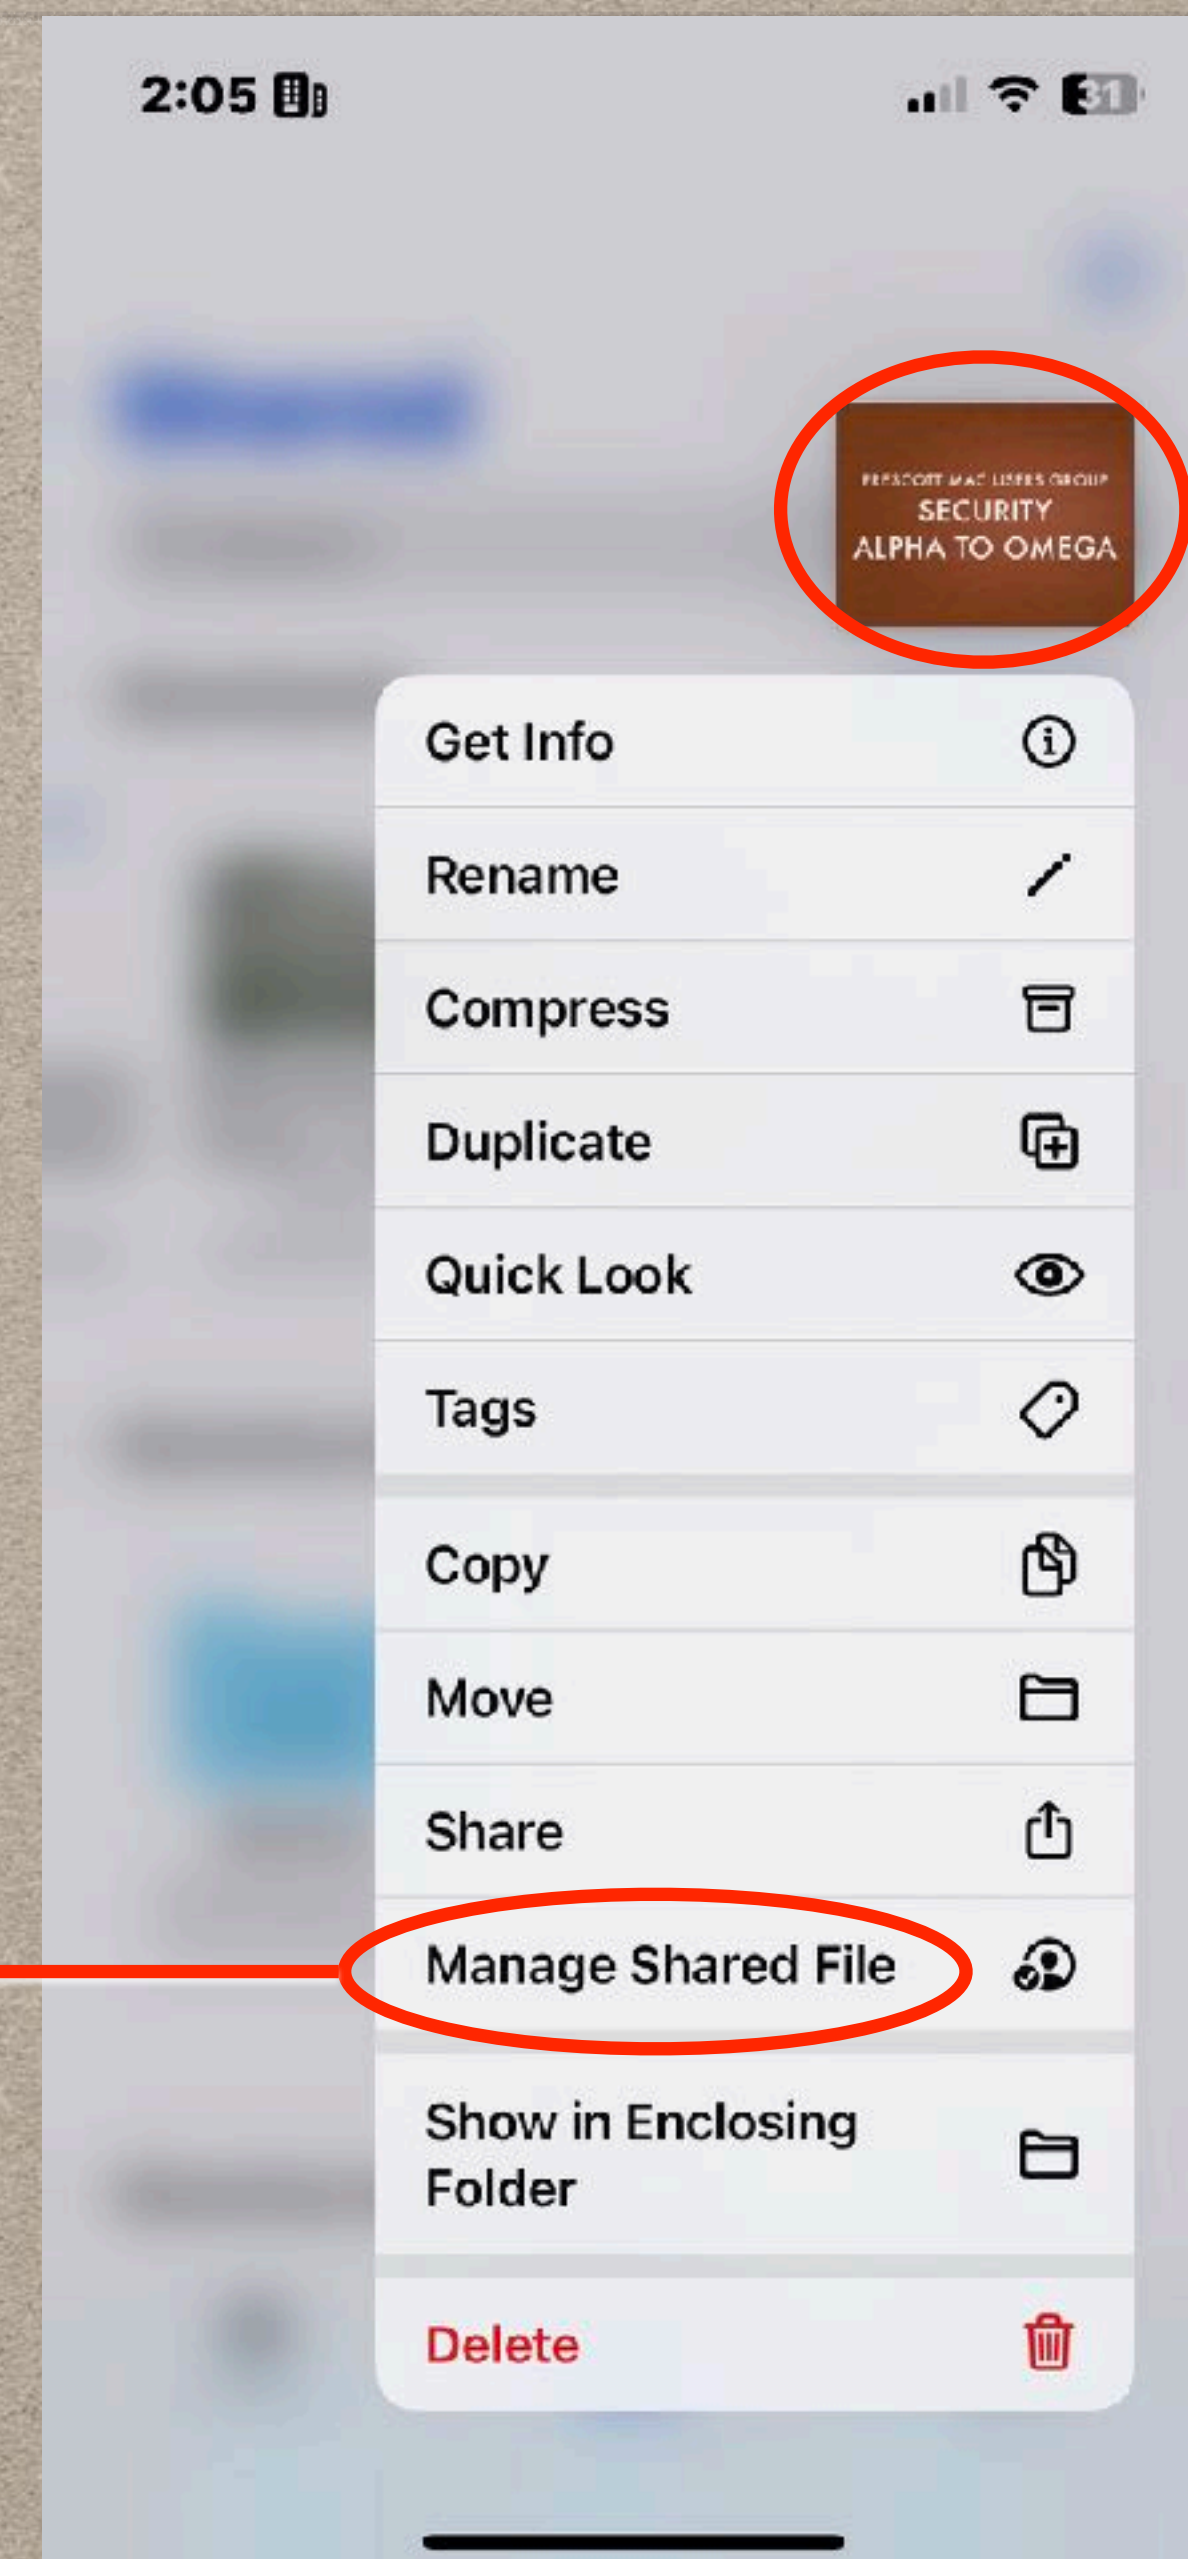 2:05
31
PRESCOTT MAC USERS GROUP
SECURITY
ALPHA TO OMEGA
Get Info
Rename
Compress
Duplicate
Quick Look
Tags
Copy
Move
Share
Manage Shared File
Show in Enclosing
Folder
Delete